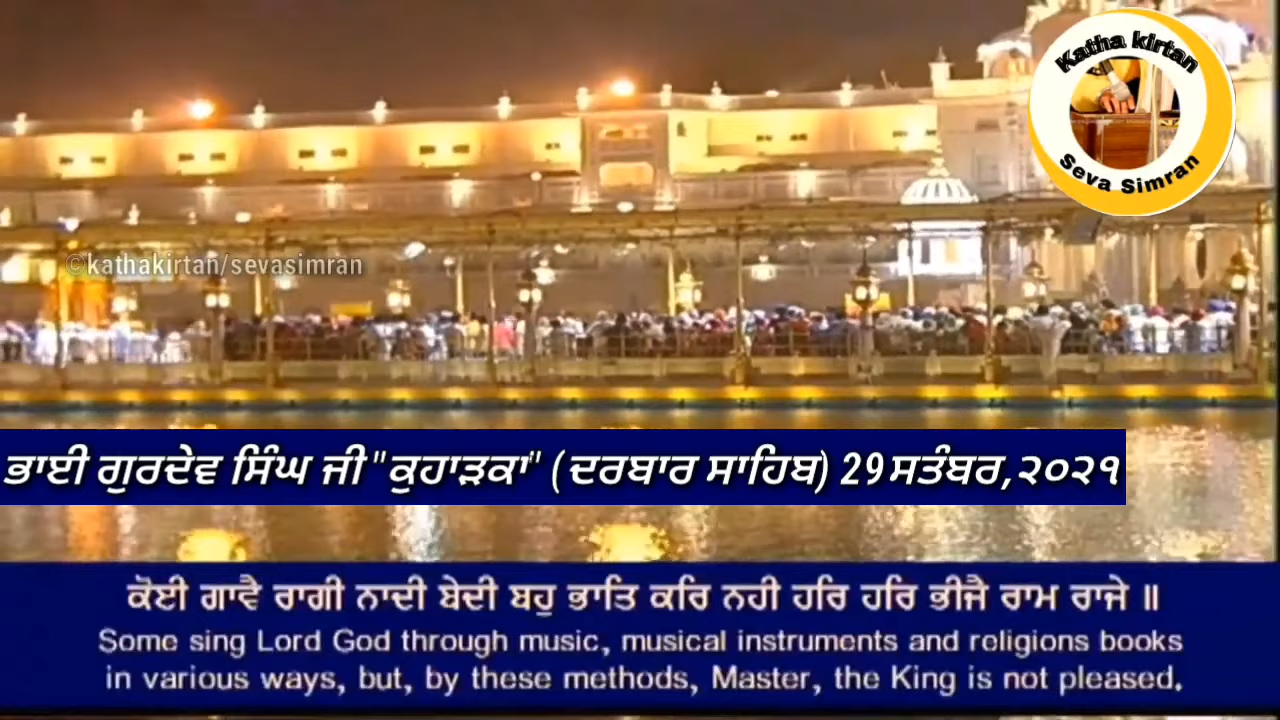 Katha kirtan
Seva Simran
©kathakirtan/sevasimran
ਭਾਈ ਗੁਰਦੇਵ ਸਿੰਘ ਜੀ "ਕੁਹਾੜਕਾ" (ਦਰਬਾਰ ਸਾਹਿਬ) 29 ਸਤੰਬਰ,੨੦੨੧
ਕੋਈ ਗਾਵੈ ਰਾਗੀ ਨਾਦੀ ਬੇਦੀ ਬਹੁ ਭਾਤਿ ਕਰਿ ਨਹੀ ਹਰਿ ਹਰਿ ਭੀਜੈ ਰਾਮ ਰਾਜੇ ॥
Some sing Lord God through music, musical instruments and religions books
in various ways, but, by these methods, Master, the King is not pleased.